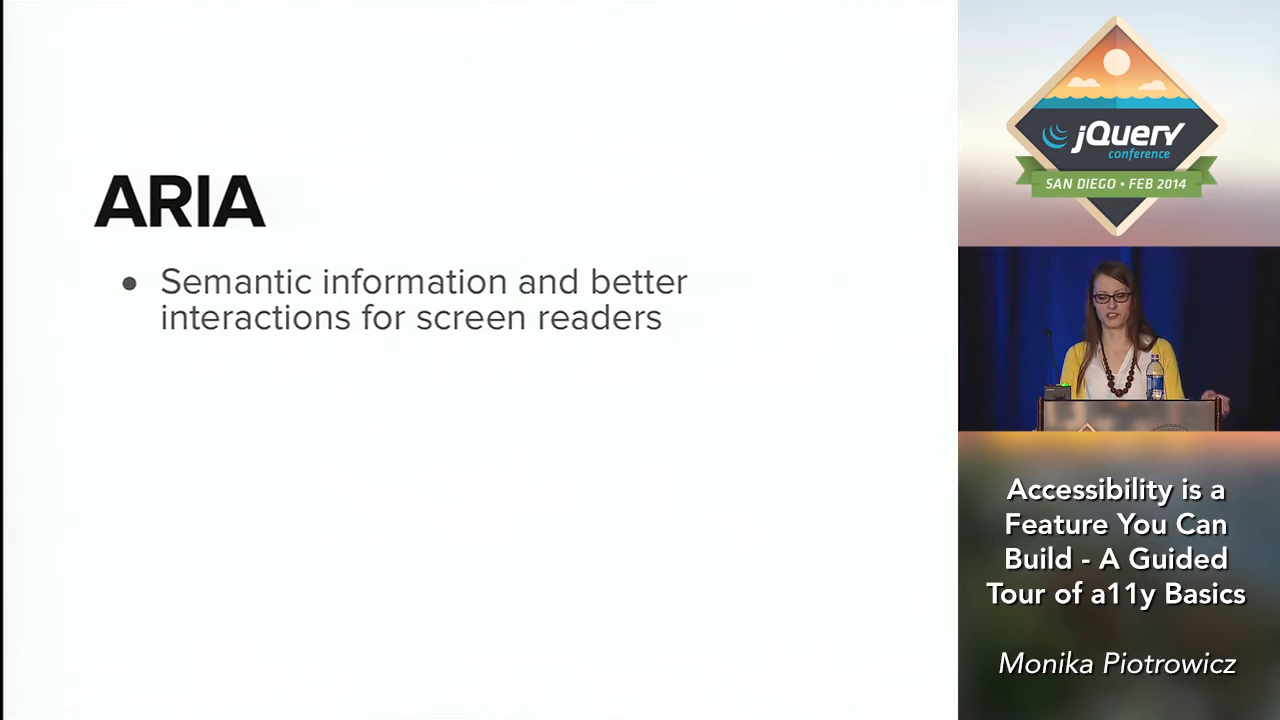 ARIA
● Semantic information and better
interactions for screen readers
jQuery
conference
SAN DIEGO • FEB 2014
Accessibility is a
Feature You Can
Build - A Guided
Tour of a11y Basics
Monika Piotrowicz